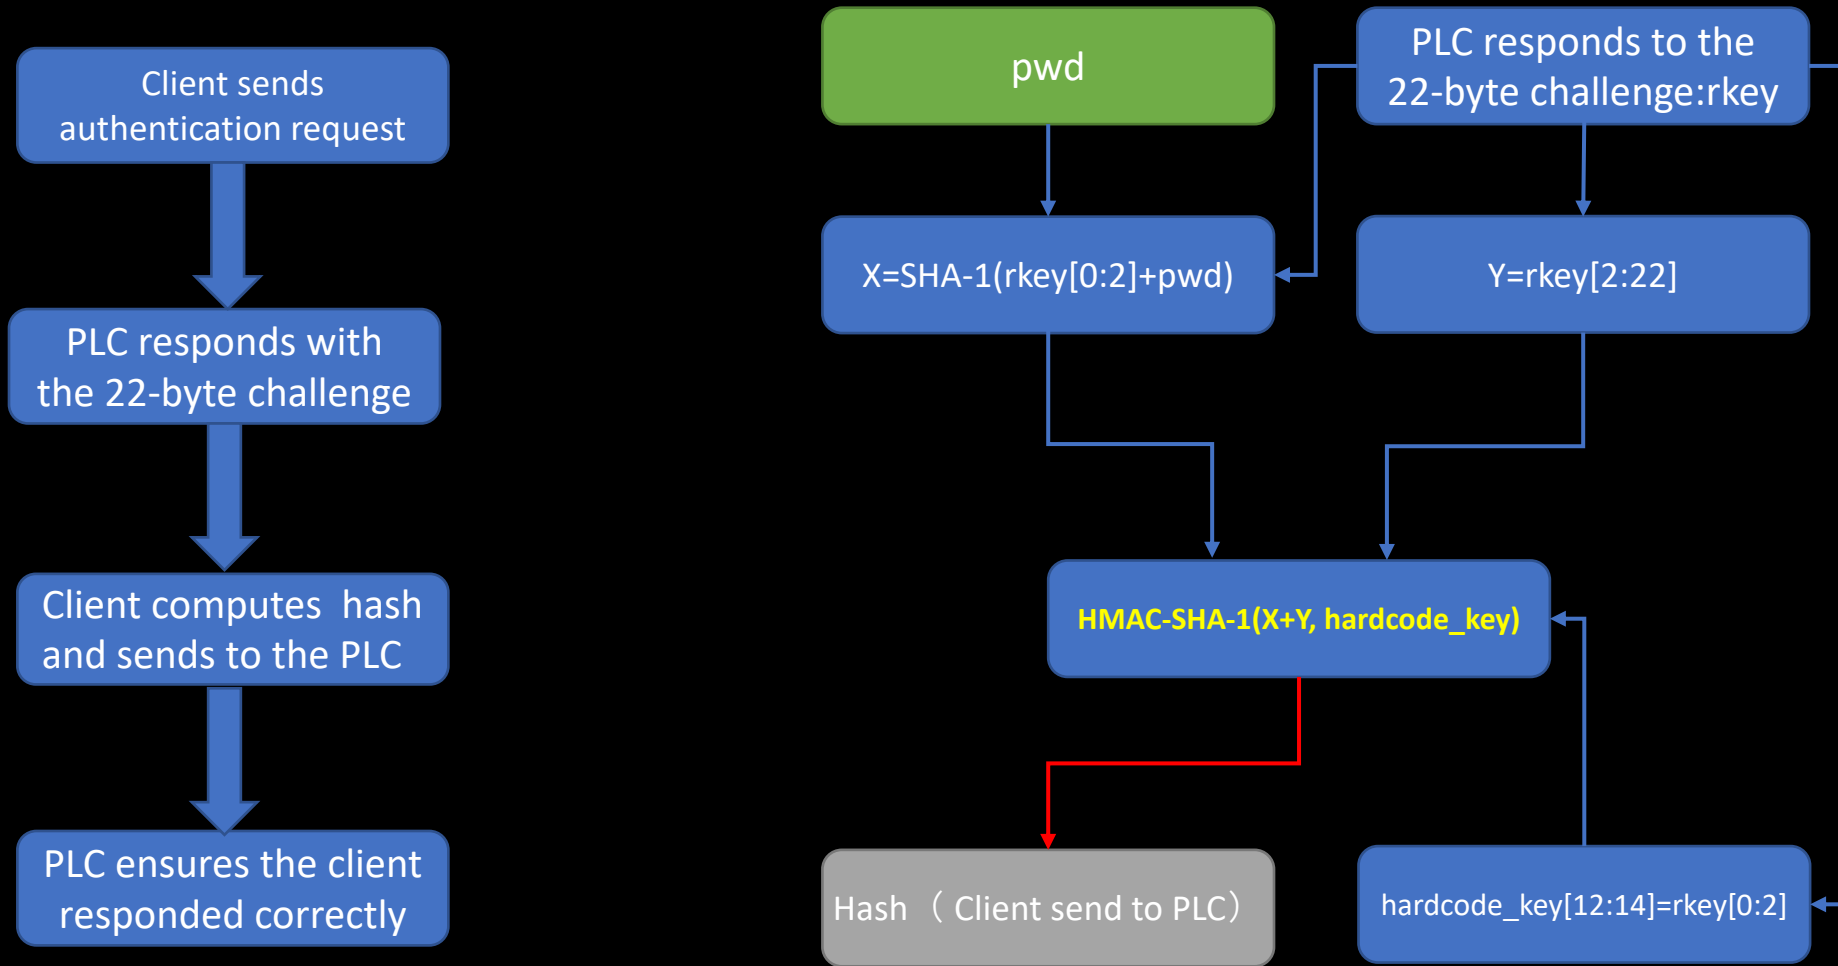 Client sends
authentication request
PLC responds with
the 22-byte challenge
Client computes  hash
and sends to the PLC
PLC ensures the client
responded correctly
pwd
PLC responds to the
22-byte challenge:rkey
X=SHA-1(rkey[0:2]+pwd)
Y=rkey[2:22]
HMAC-SHA-1(X+Y, hardcode_key)
Hash（ Client send to PLC）
hardcode_key[12:14]=rkey[0:2]